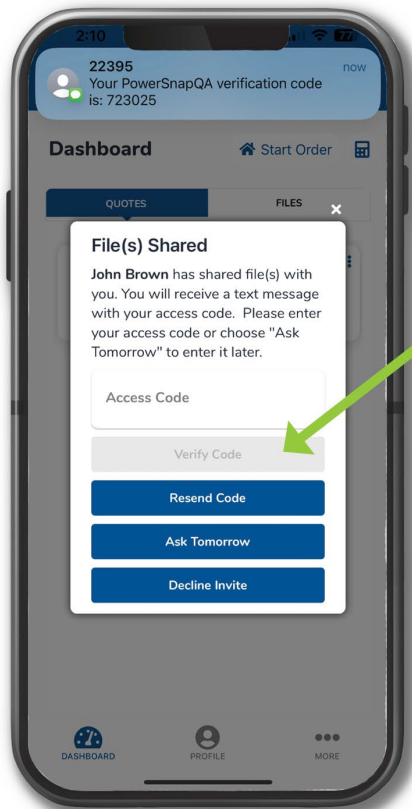 2:10
77
22395
now
Your PowerSnapQA verification code
is: 723025
Dashboard
Start Order
QUOTES
FILES
×
File(s) Shared
John Brown has shared file(s) with
you. You will receive a text message
with your access code. Please enter
your access code or choose "Ask
Tomorrow" to enter it later.
Access Code
Verify Code
Resend Code
Ask Tomorrow
Decline Invite
DASHBOARD
PROFILE
MORE